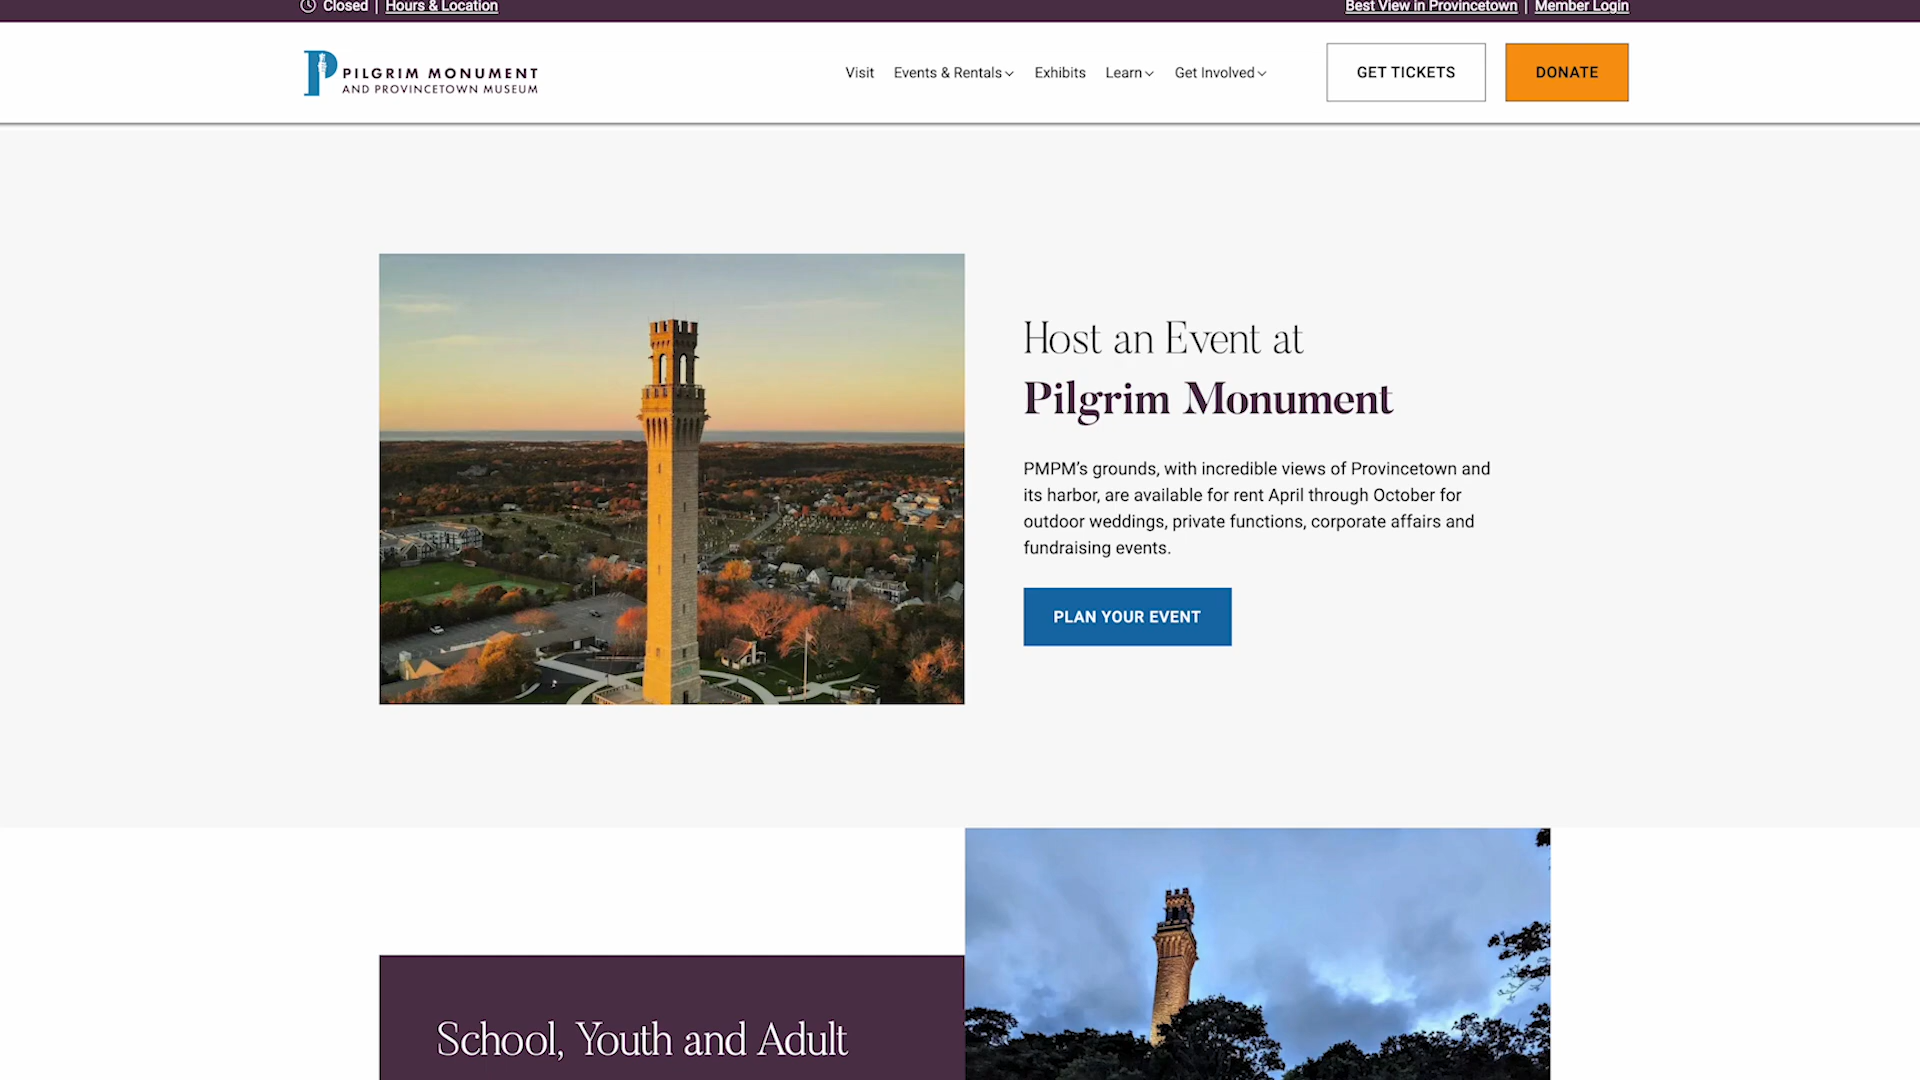 Closed | Hours & Location
Best View in Provincetown | Member Login
PILGRIM MONUMENT
AND PROVINCETOWN MUSEUM
Visit
Events & Rentals
Exhibits
Learn
Get Involved
GET TICKETS
DONATE
Host an Event at
Pilgrim Monument
PMPM’s grounds, with incredible views of Provincetown and
its harbor, are available for rent April through October for
outdoor weddings, private functions, corporate affairs and
fundraising events.
PLAN YOUR EVENT
School, Youth and Adult